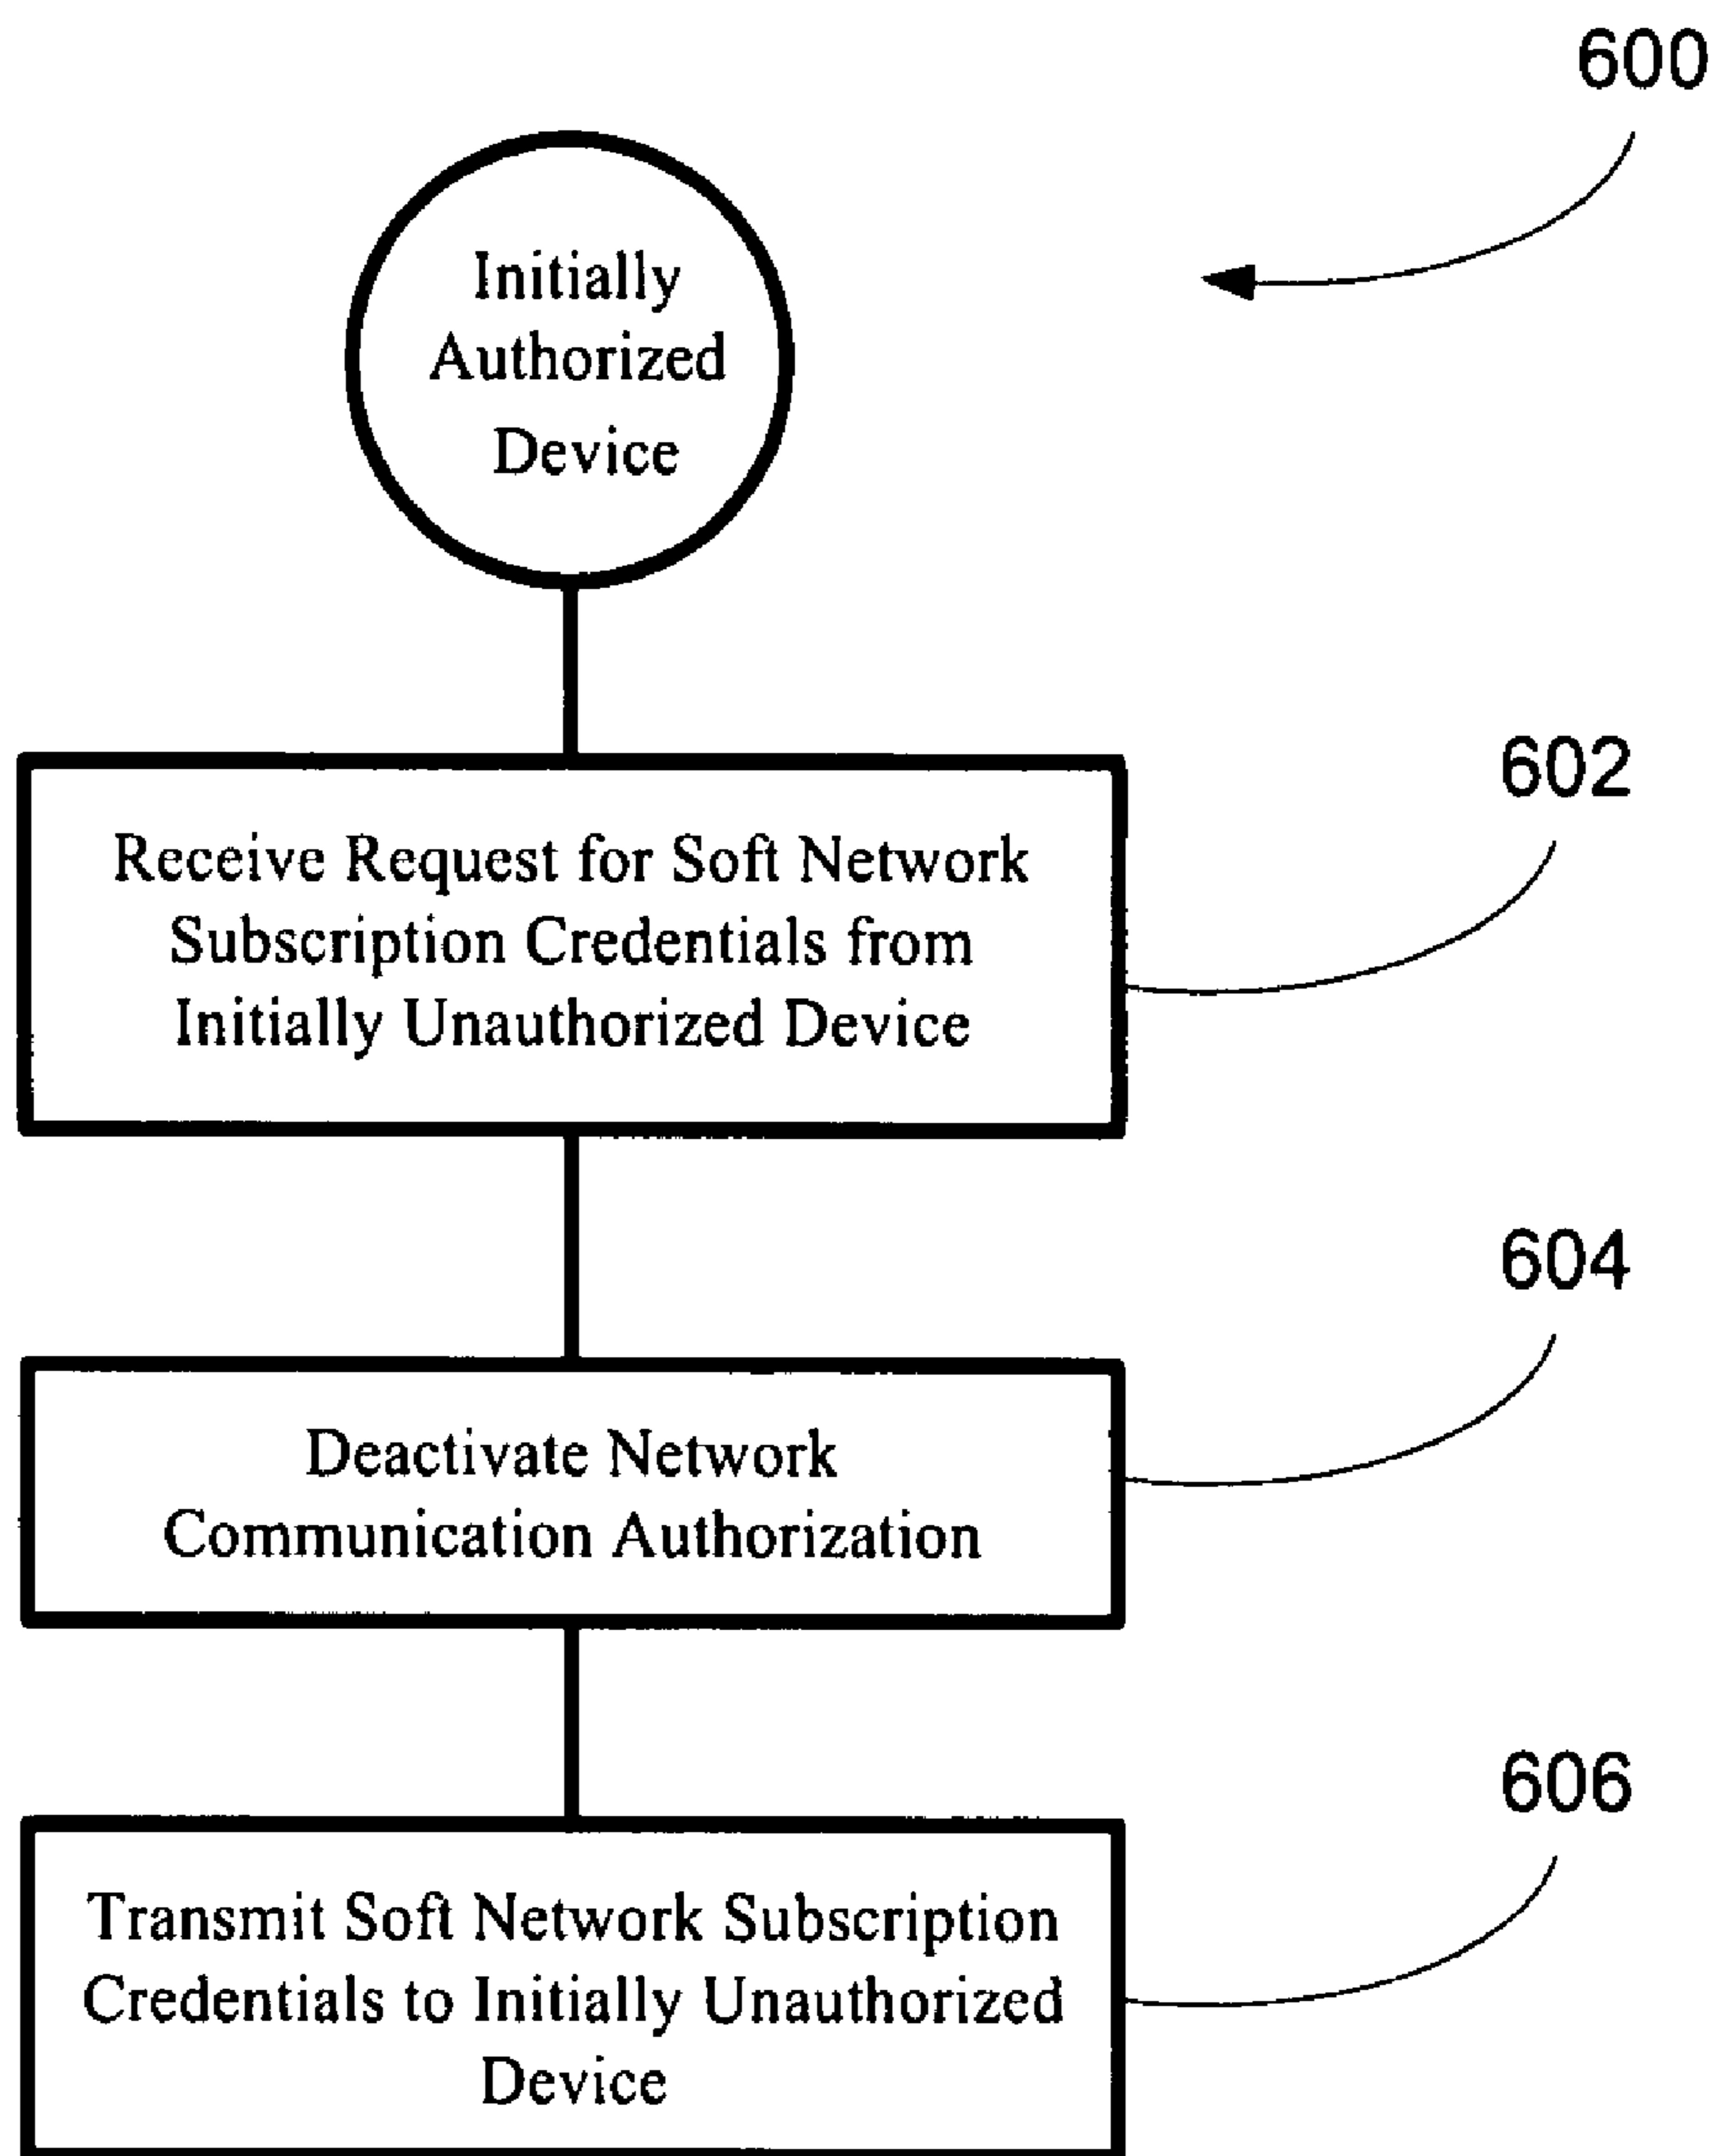 600
Initially
Authorized
Device
602
Receive Request for Soft Network
Subscription Credentials from
Initially Unauthorized Device
604
Deactivate Network
Communication Authorization
606
Transmit Soft Network Subscription
Credentials to Initially Unauthorized
Device